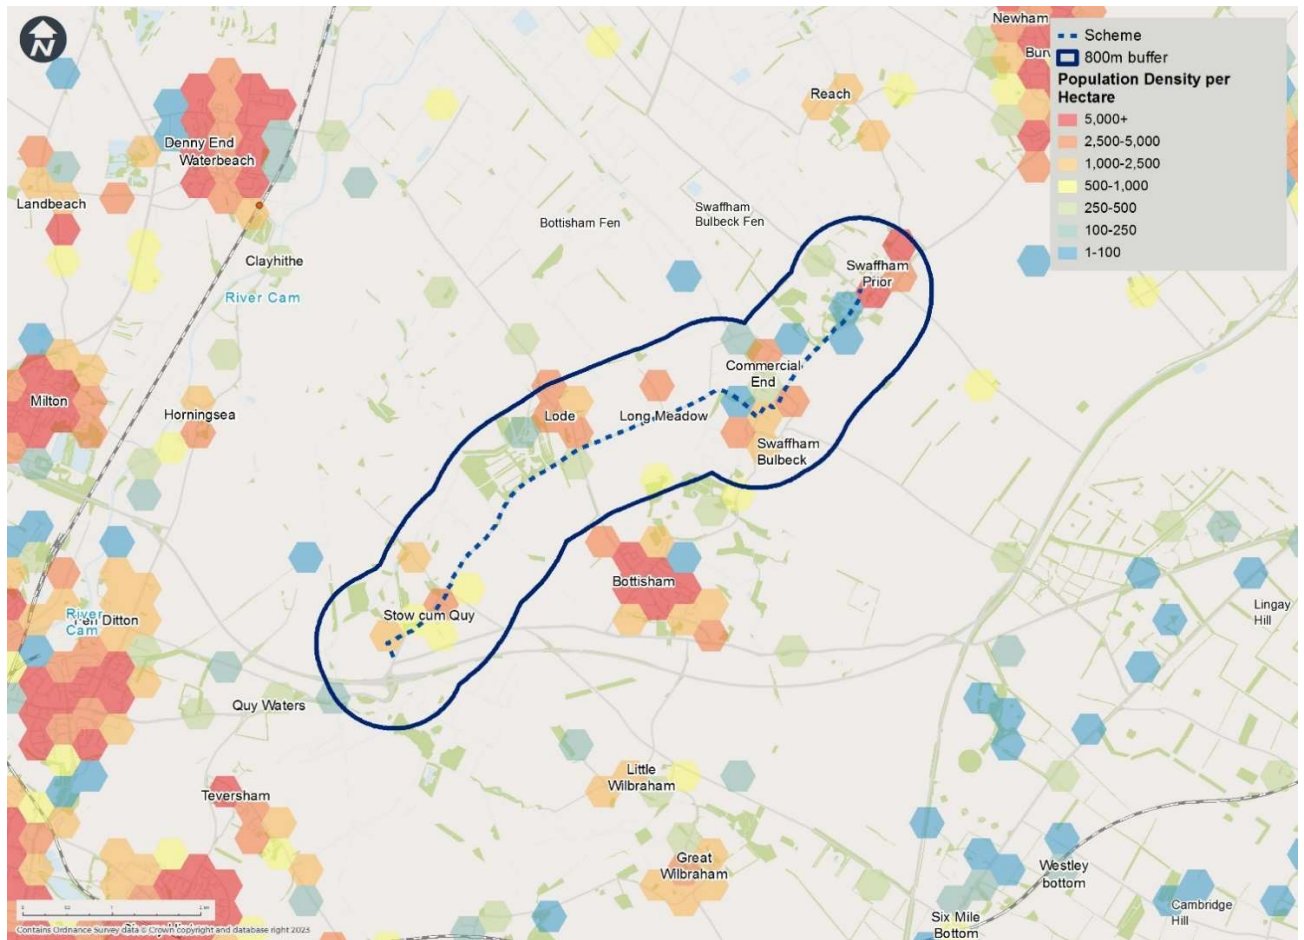 N
Scheme
800m buffer
Population Density per
Hectare
5,000+
2,500-5,000
1,000-2,500
500-1,000
250-500
100-250
1-100
Newham
Reach
Denny End
Waterbeach
Landbeach
Swaffham
Bulbeck Fen
Bottisham Fen
Clayhithe
River Cam
Swaffham
Prior
Commercial
End
Milton
Horningsea
Lode
Long Meadow
Swaffham
Bulbeck
Bottisham
Stow cum Quy
River
Cam
Ditton
Lingay
Hill
Quy Waters
Little
Wilbraham
Teversham
Great
Wilbraham
Westley
bottom
Cambridge
Hill
Six Mile
Bottom
Contains Ordnance Survey data © Crown copyright and database right 2023